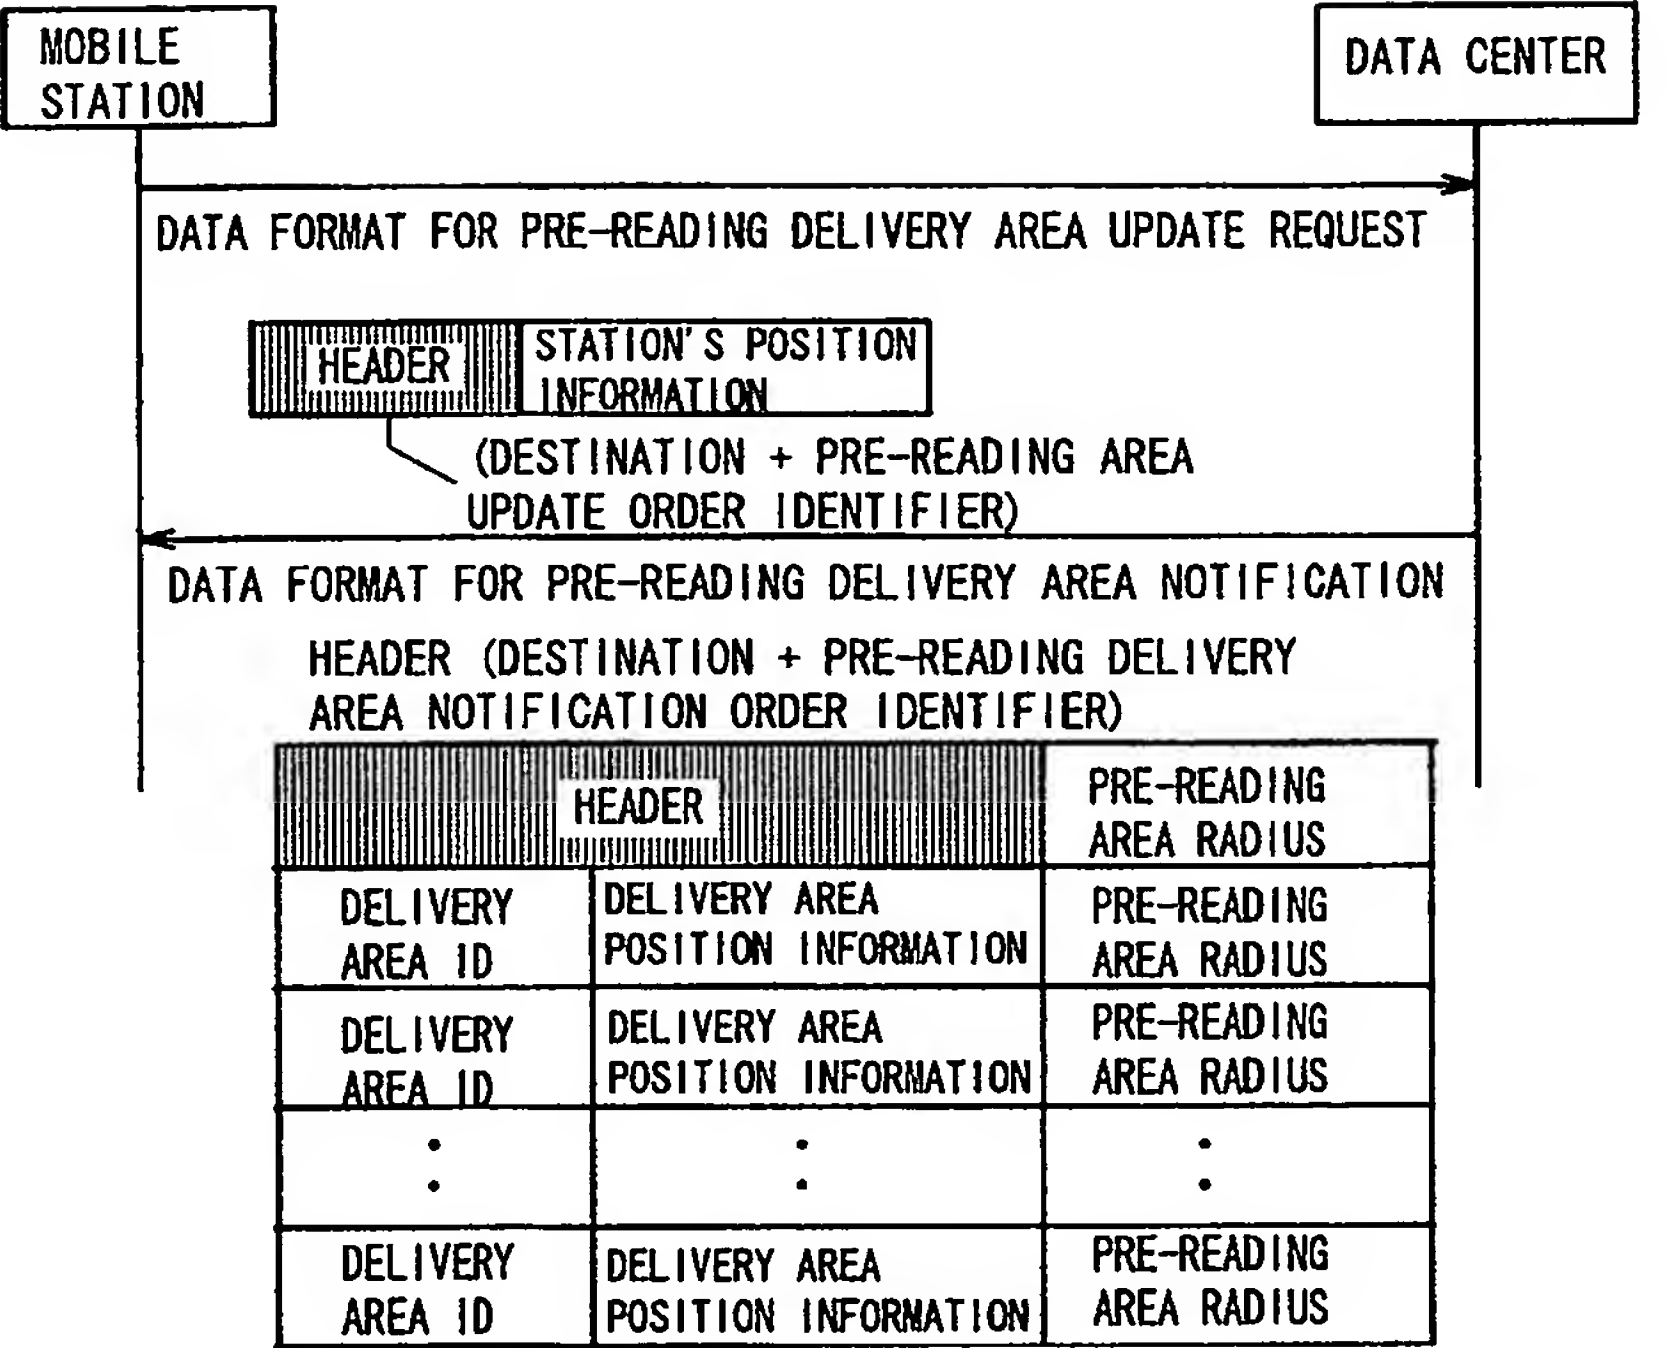 MOBILE
STATION
DATA CENTER
DATA FORMAT FOR PRE-READING DELIVERY AREA UPDATE REQUEST
HEADER
STATION'S POSITION
INFORMATION
(DESTINATION + PRE-READING AREA
UPDATE ORDER IDENTIFIER)
DATA FORMAT FOR PRE-READING DELIVERY AREA NOTIFICATION
HEADER (DESTINATION + PRE-READING DELIVERY
AREA NOTIFICATION ORDER IDENTIFIER)
HEADER
PRE-READING
AREA RADIUS
DELIVERY
AREA ID
DELIVERY AREA
POSITION INFORMATION
PRE-READING
AREA RADIUS
DELIVERY
AREA ID
DELIVERY AREA
POSITION INFORMATION
PRE-READING
AREA RADIUS
DELIVERY
AREA ID
DELIVERY AREA
POSITION INFORMATION
PRE-READING
AREA RADIUS